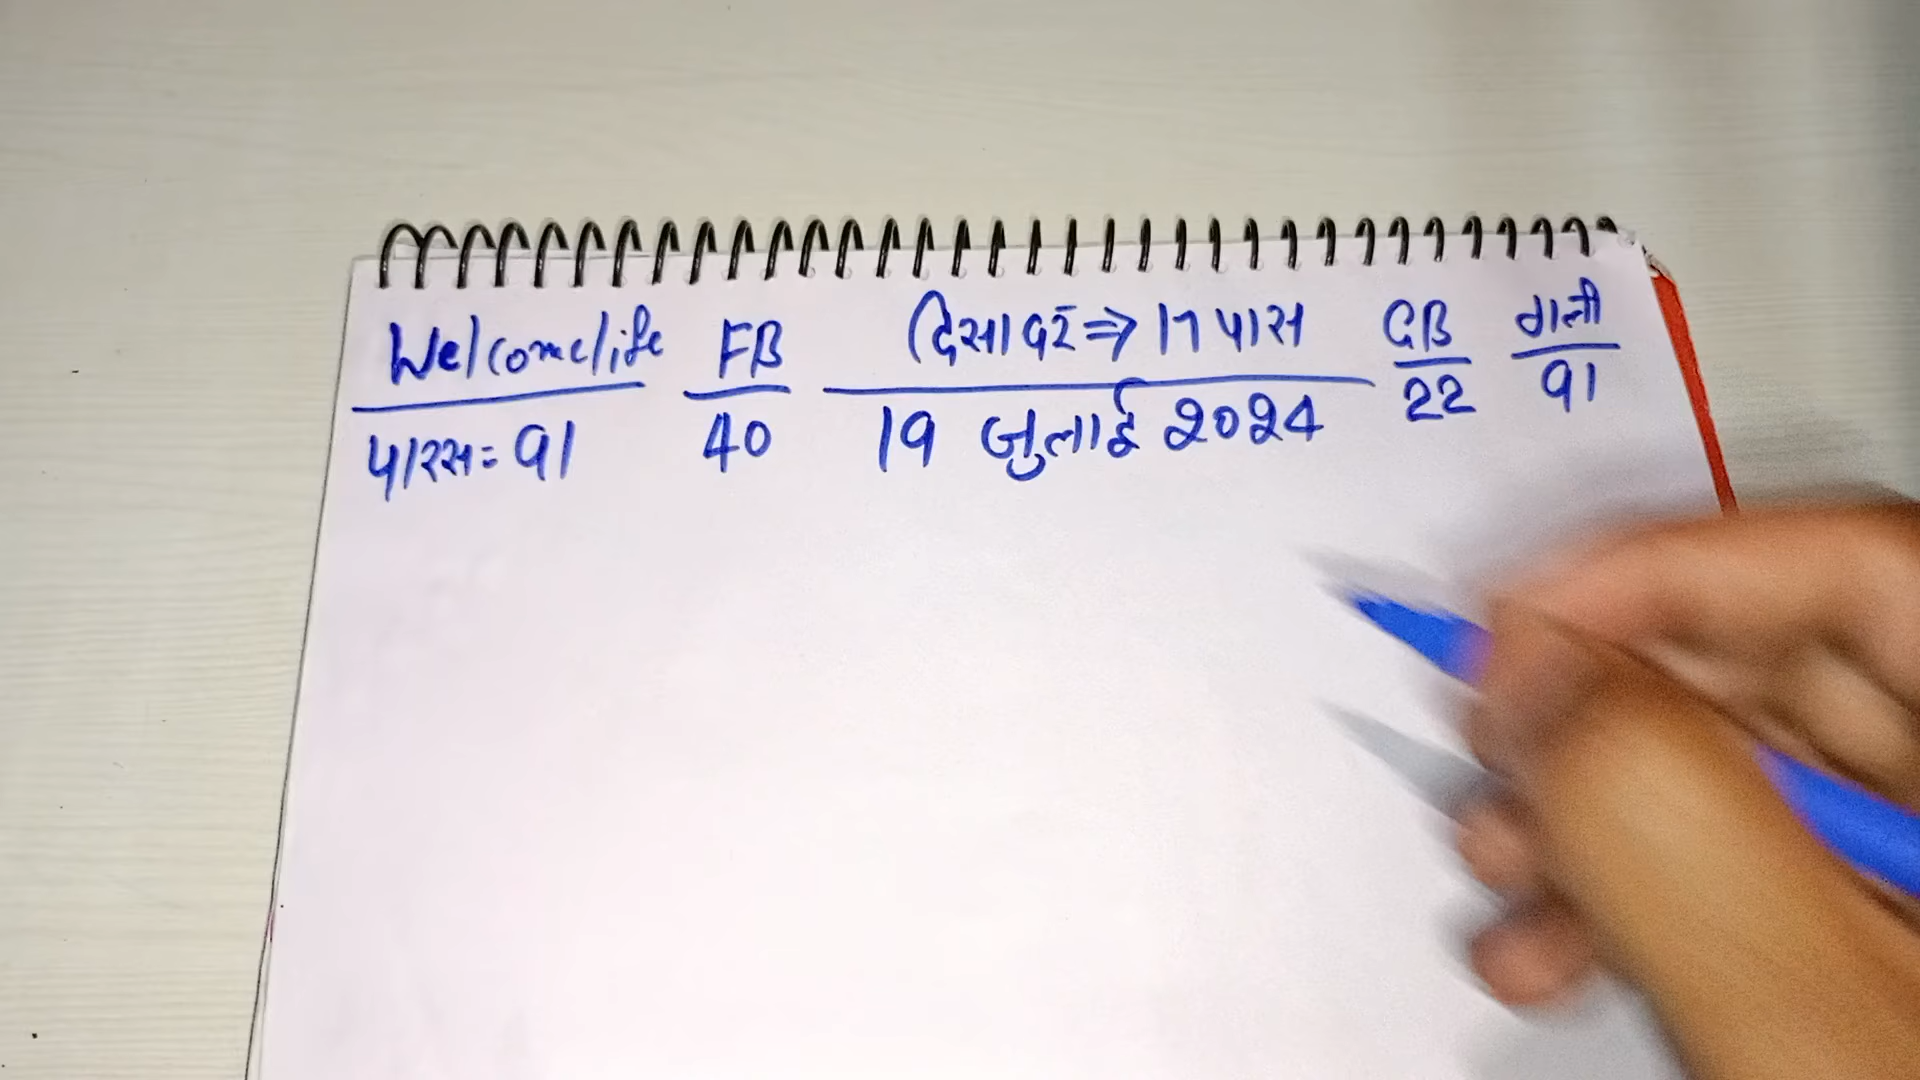 Welcomelife FB दिसावर ⇒ 17 पास GB गली
पारस = 91 40 19 जुलाई 2024 22 91